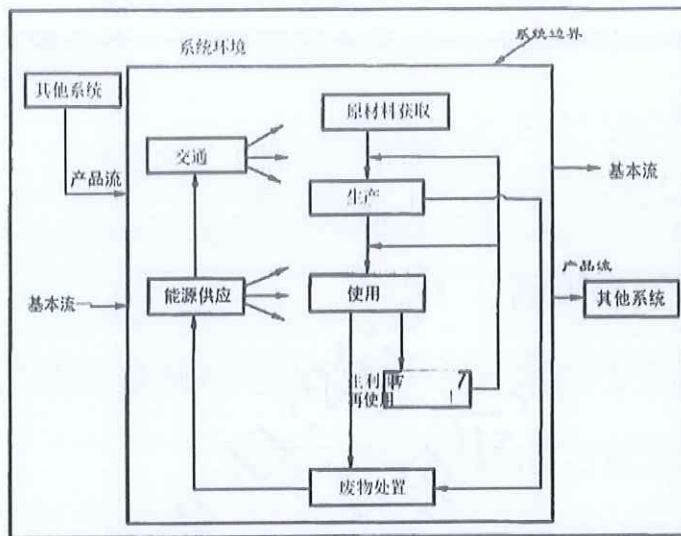 系统环境
系统边界
其他系统
原材料获取
交通
产品流
基本流
生产
产品流
能源供应
使用
基本流
其他系统
再使用
废物处置